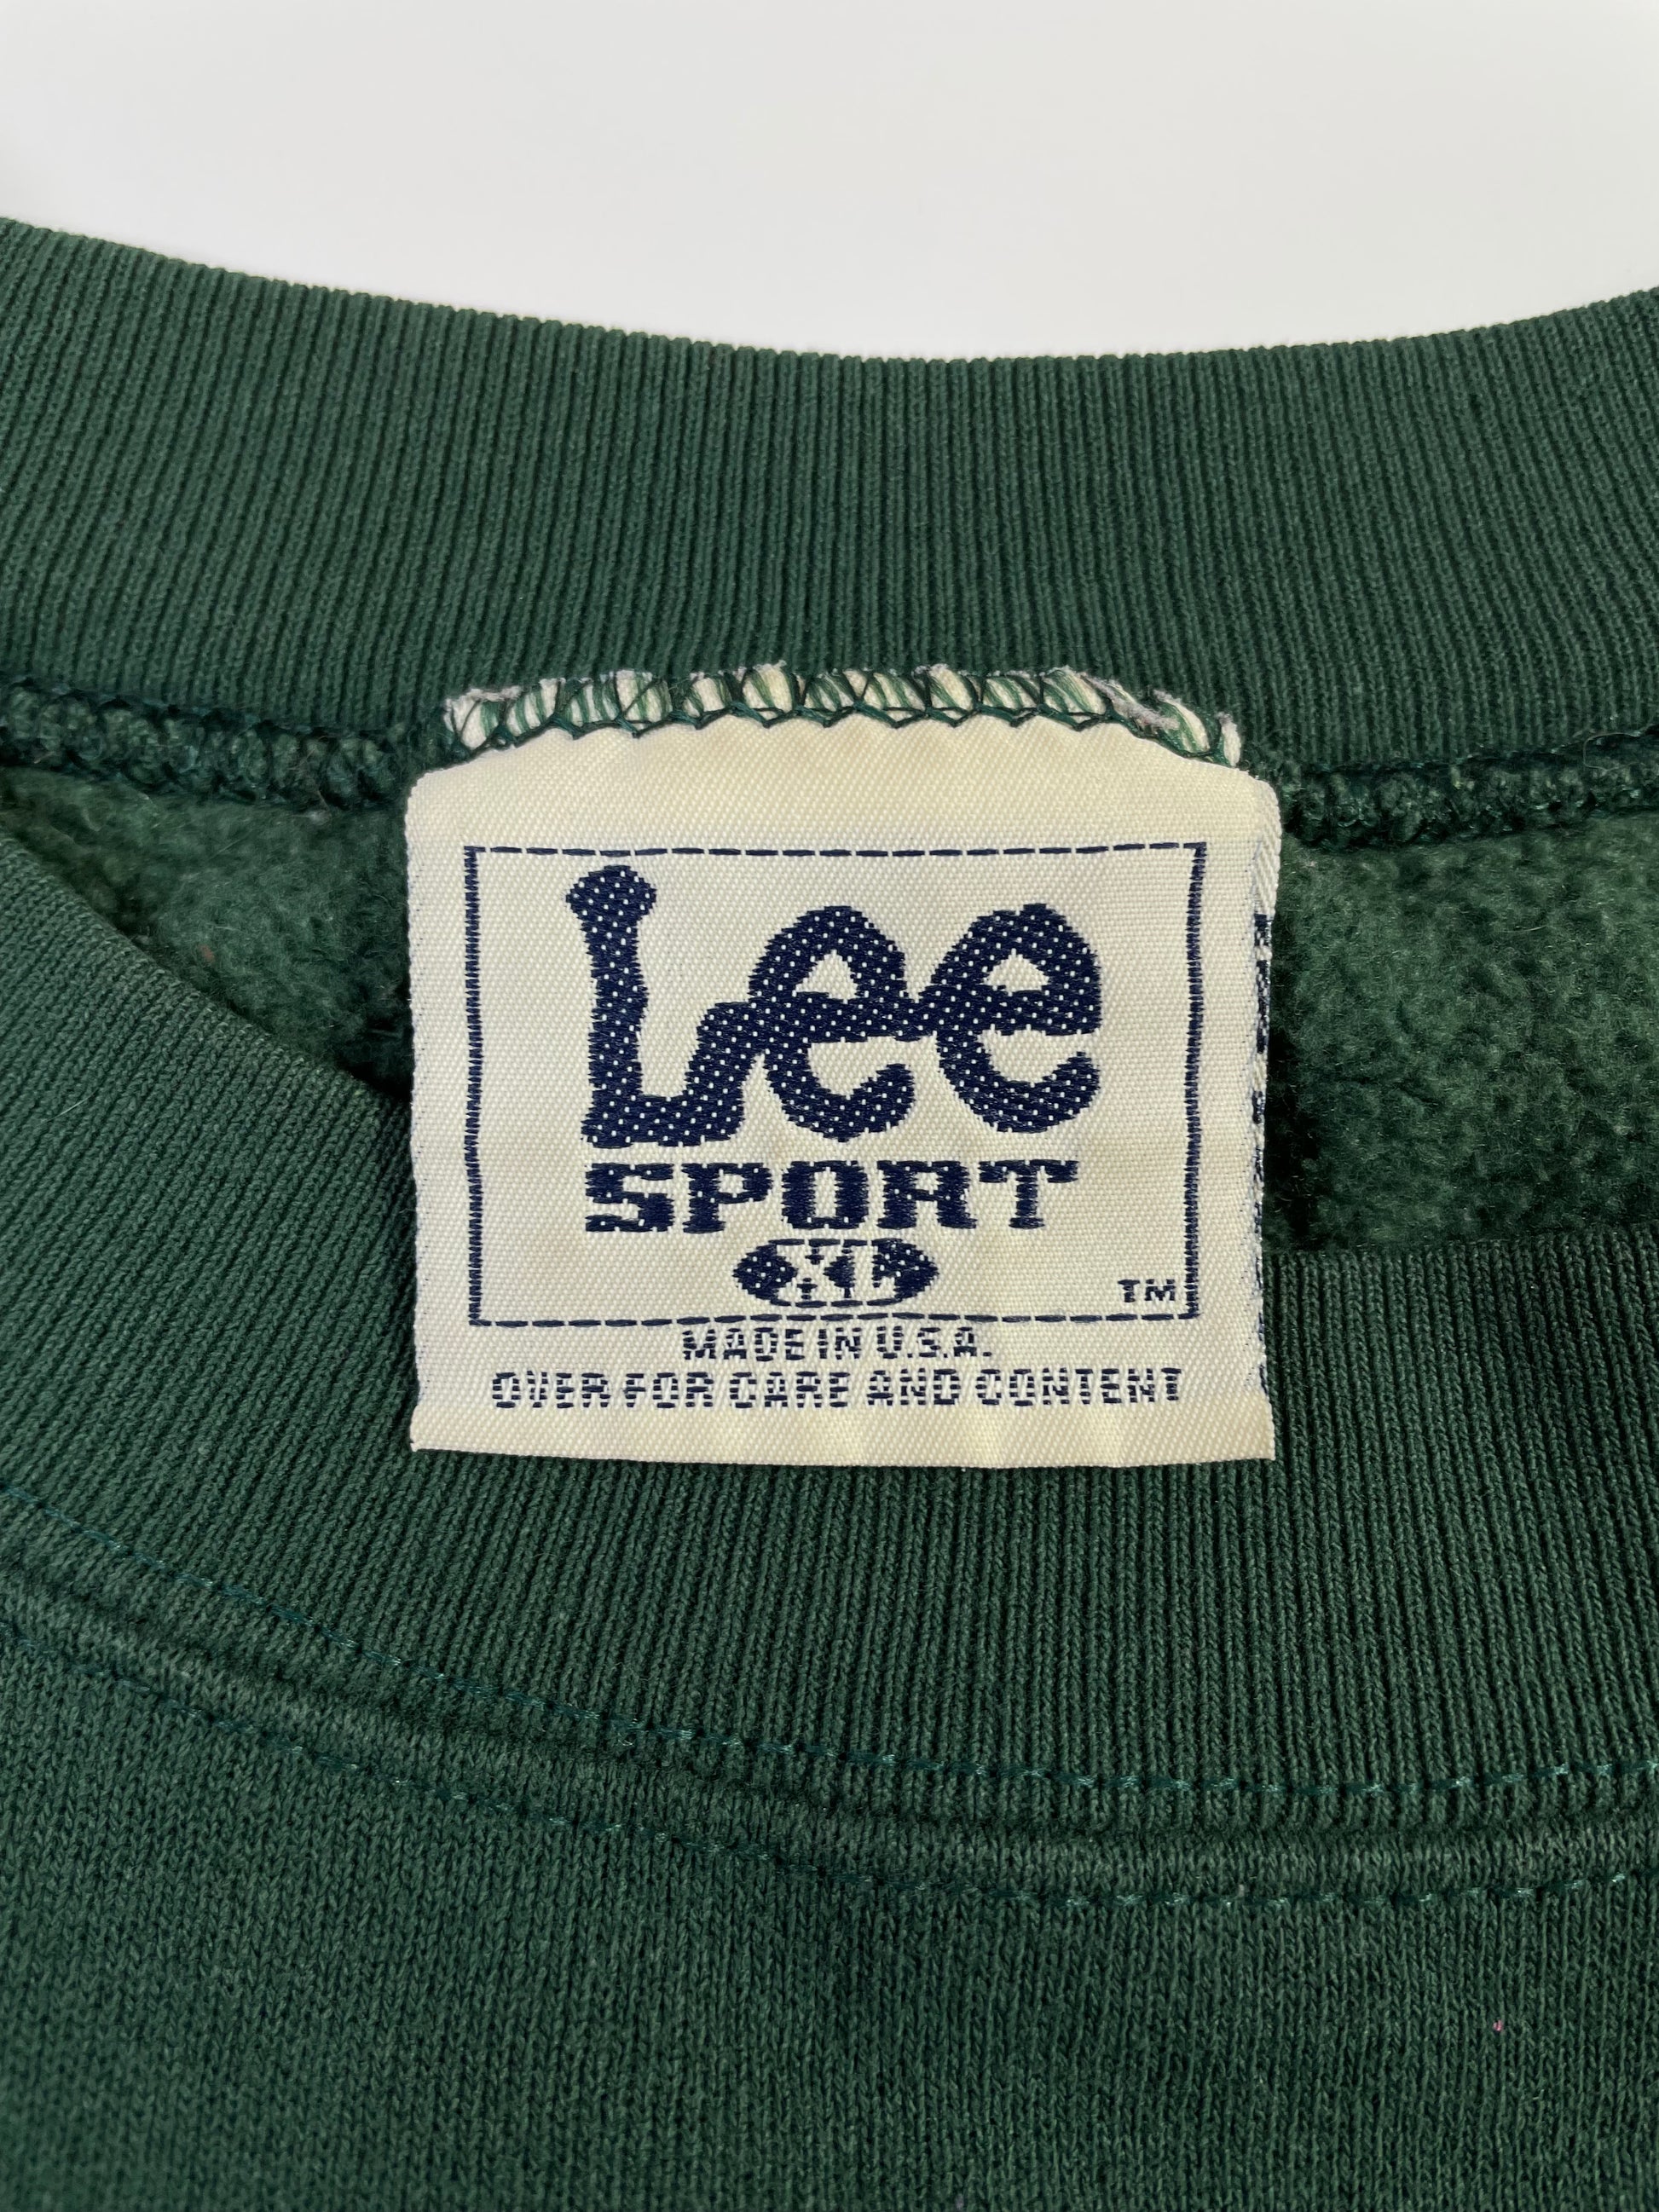 Lee
SPORT
XL
TM
MADE IN U.S.A.
OVER FOR CARE AND CONTENT